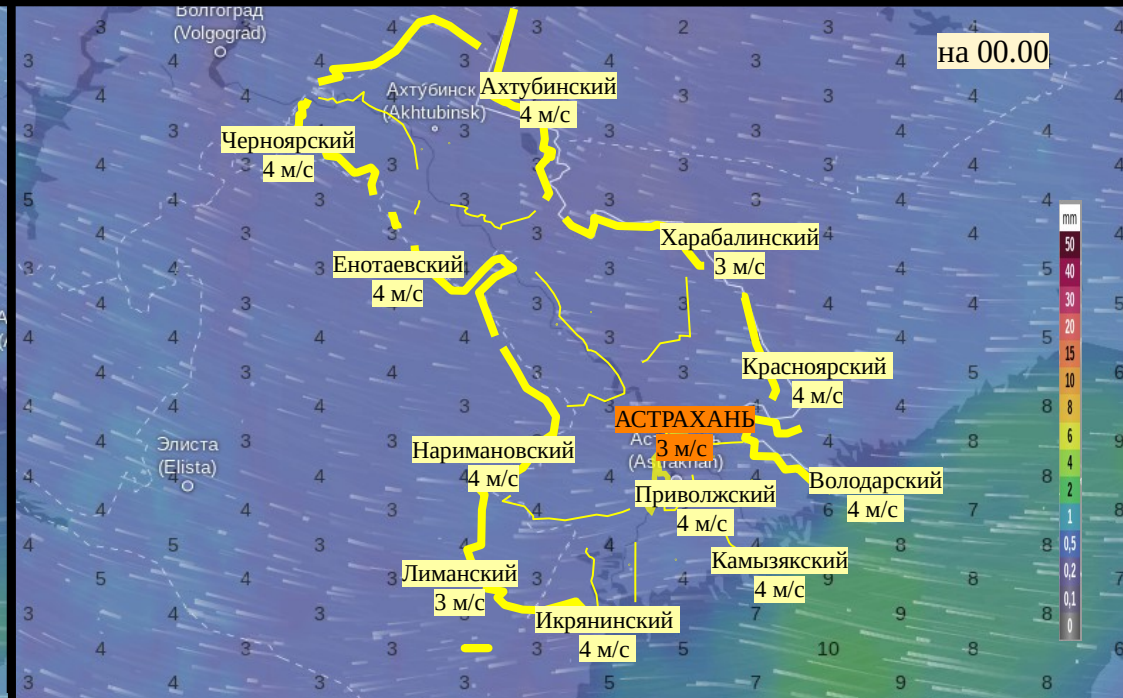 Волгоград
(Volgograd)
на 00.00
Ахтубинск
(Akhtubinsk)
Ахтубинский
4 м/с
Черноярский
4 м/с
Харабалинский
3 м/с
Енотаевский
4 м/с
Красноярский
4 м/с
АСТРАХАНЬ
3 м/с
(Astrakhan)
Элиста
(Elista)
Наримановский
4 м/с
Приволжский
4 м/с
Володарский
4 м/с
Камызякский
4 м/с
Лиманский
3 м/с
Икрянинский
4 м/с
mm
50
40
30
20
15
10
8
6
4
2
1
0,5
0,2
0,1
0